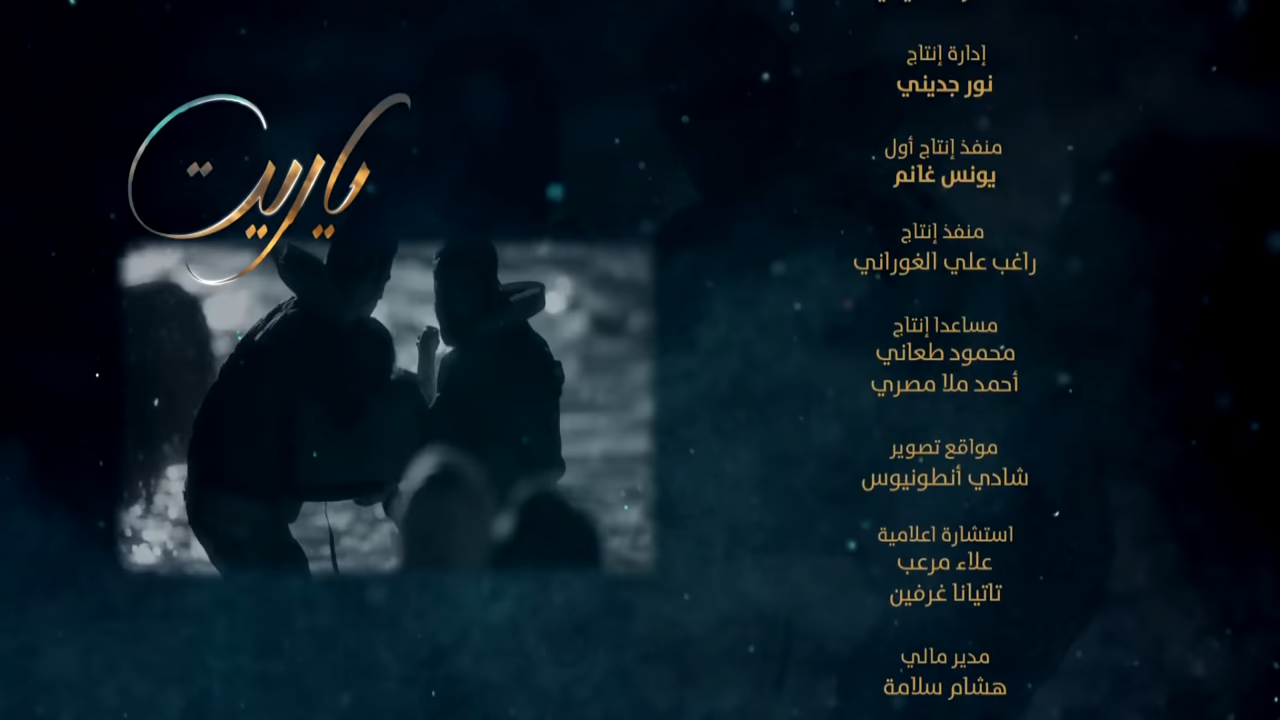 ياريت
إدارة إنتاج
نور جديني
منفذ إنتاج أول
يونس غانم
منفذ إنتاج
راغب علي الغوراني
مساعدا إنتاج
محمود طعاني
أحمد ملا مصري
مواقع تصوير
شادي أنطونيوس
استشارة اعلامية
علاء مرعب
تاتيانا غرفين
مدير مالي
هشام سلامة